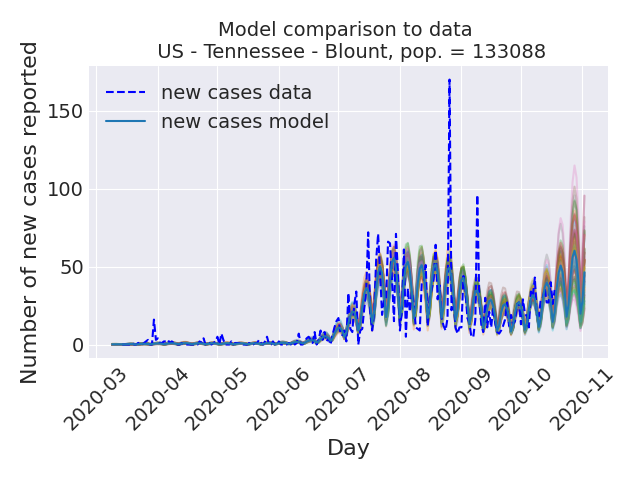 Model comparison to data
US - Tennessee - Blount, pop. = 133088
Number of new cases reported
new cases data
new cases model
150
100
50
0
2020-03
2020-04
2020-05
2020-06
2020-07
2020-08
2020-09
2020-10
2020-11
Day